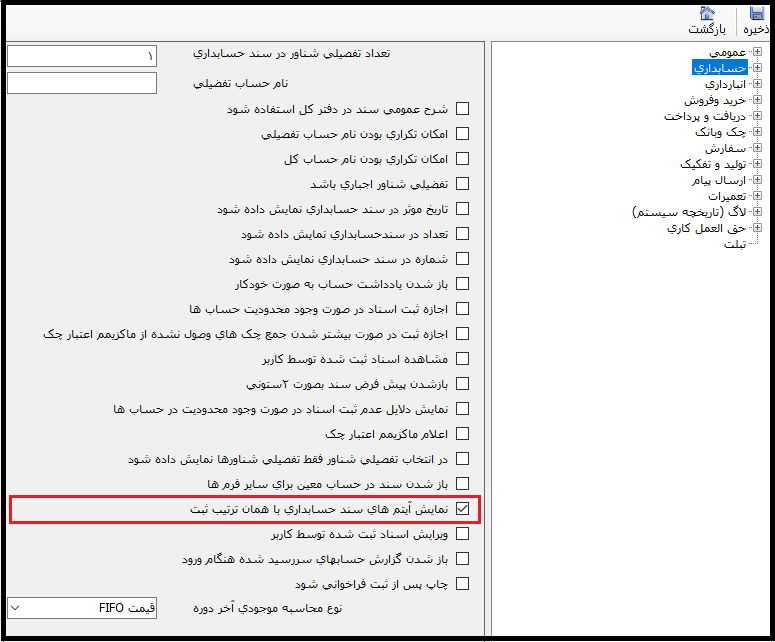 ذخیره
بازگشت
عمومي
حسابداري
انبارداري
خريد وفروش
دريافت و پرداخت
چک وبانک
سفارش
توليد و تفکيک
ارسال پيام
تعميرات
لاگ (تاريخچه سيستم)
حق العمل کاري
تبلت
تعداد تفصيلي شناور در سند حسابداري
۱
نام حساب تفضيلي
شرح عمومي سند در دفتر کل استفاده شود
امکان تکراري بودن نام حساب تفصيلي
امکان تکراري بودن نام حساب کل
تفضيلي شناور اجباري باشد
تاريخ موثر در سند حسابداري نمايش داده شود
تعداد در سندحسابداري نمايش داده شود
شماره در سند حسابداري نمايش داده شود
باز شدن يادداشت حساب به صورت خودکار
اجازه ثبت اسناد در صورت وجود محدوديت حساب ها
اجازه ثبت در صورت بيشتر شدن جمع چک هاي وصول نشده از ماکزيمم اعتبار چک
مشاهده اسناد ثبت شده توسط کاربر
بازشدن پيش فرض سند بصورت ۲ستوني
نمايش دلايل عدم ثبت اسناد در صورت وجود محدوديت در حساب ها
اعلام ماکزيمم اعتبار چک
در انتخاب تفصيلي شناور فقط تفصيلي شناورها نمايش داده شود
باز شدن سند در حساب معين براي ساير فرم ها
نمايش آيتم هاي سند حسابداري با همان ترتيب ثبت
ويرايش اسناد ثبت شده توسط کاربر
باز شدن گزارش حسابهاي سررسيد شده هنگام ورود
چاپ پس از ثبت فراخواني شود
نوع محاسبه موجودي آخر دوره
قيمت FIFO